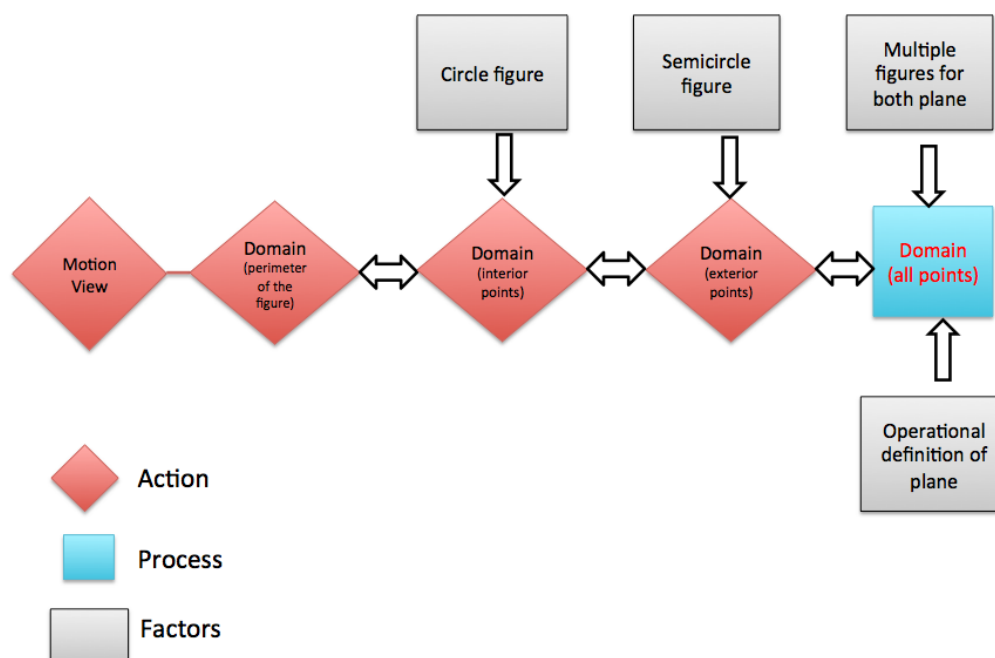 Circle figure
Semicircle
figure
Multiple
figures for
both plane
Motion
View
Domain
(perimeter
of the
figure)
Domain
(interior
points)
Domain
(exterior
points)
Domain
(all points)
Operational
definition of
plane
Action
Process
Factors